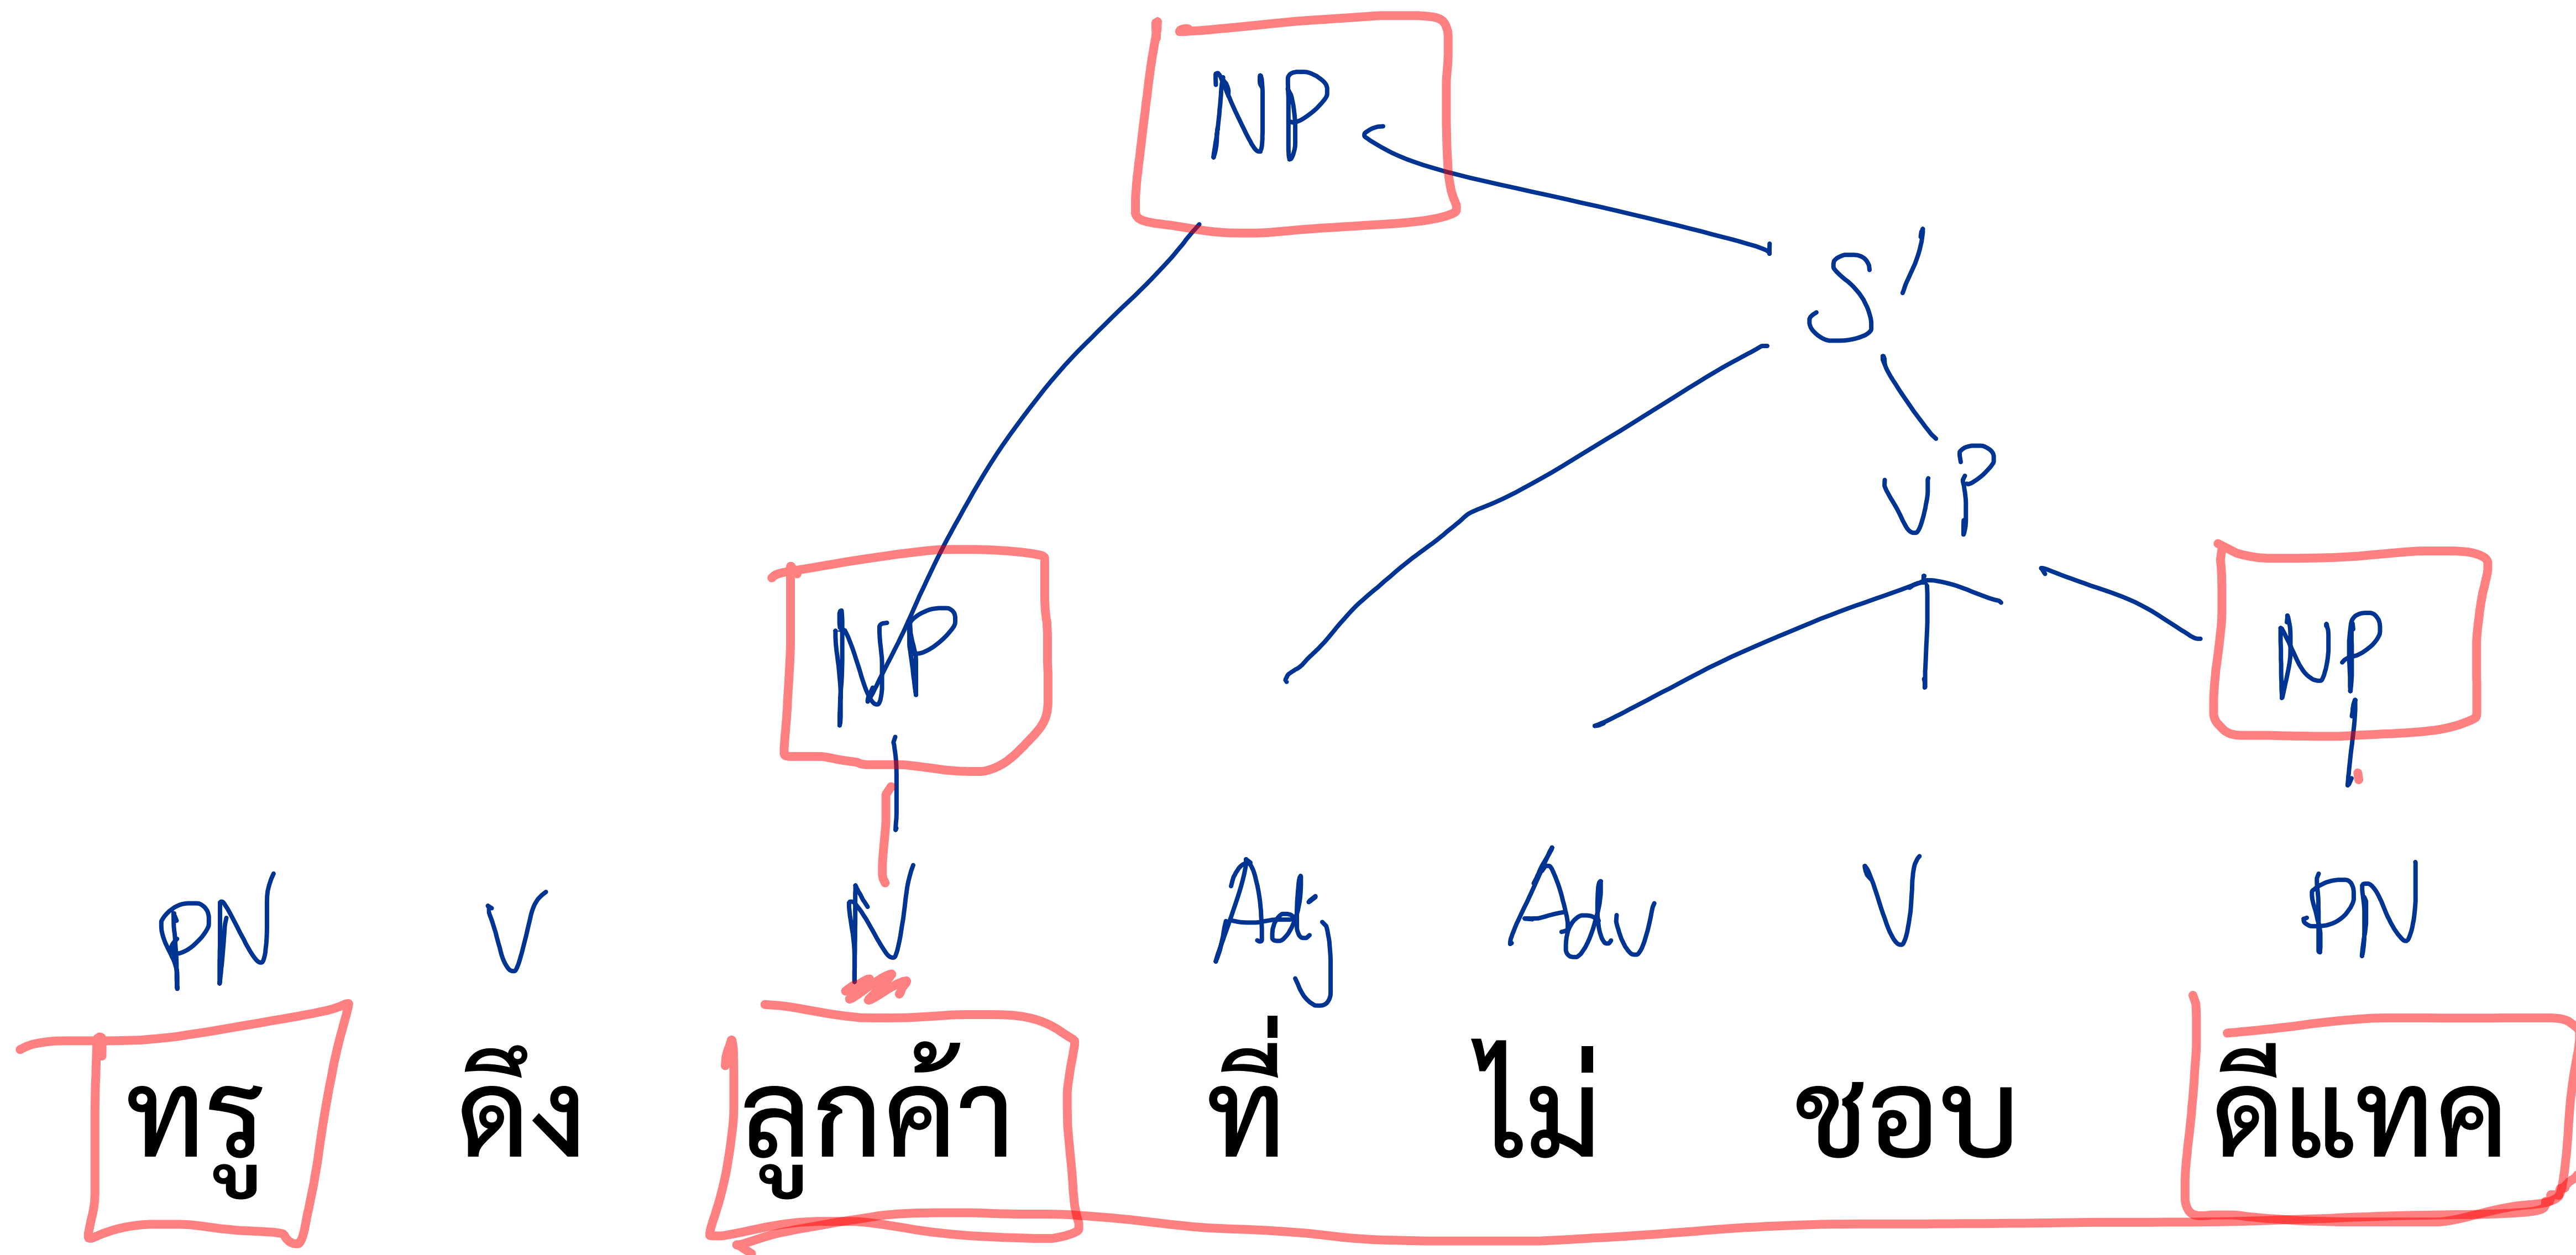 NP
S'
VP
NP NP
PN V N Adj Adv V PN
ทรู ดึง ลูกค้า ที่ ไม่ ชอบ ดีแทค